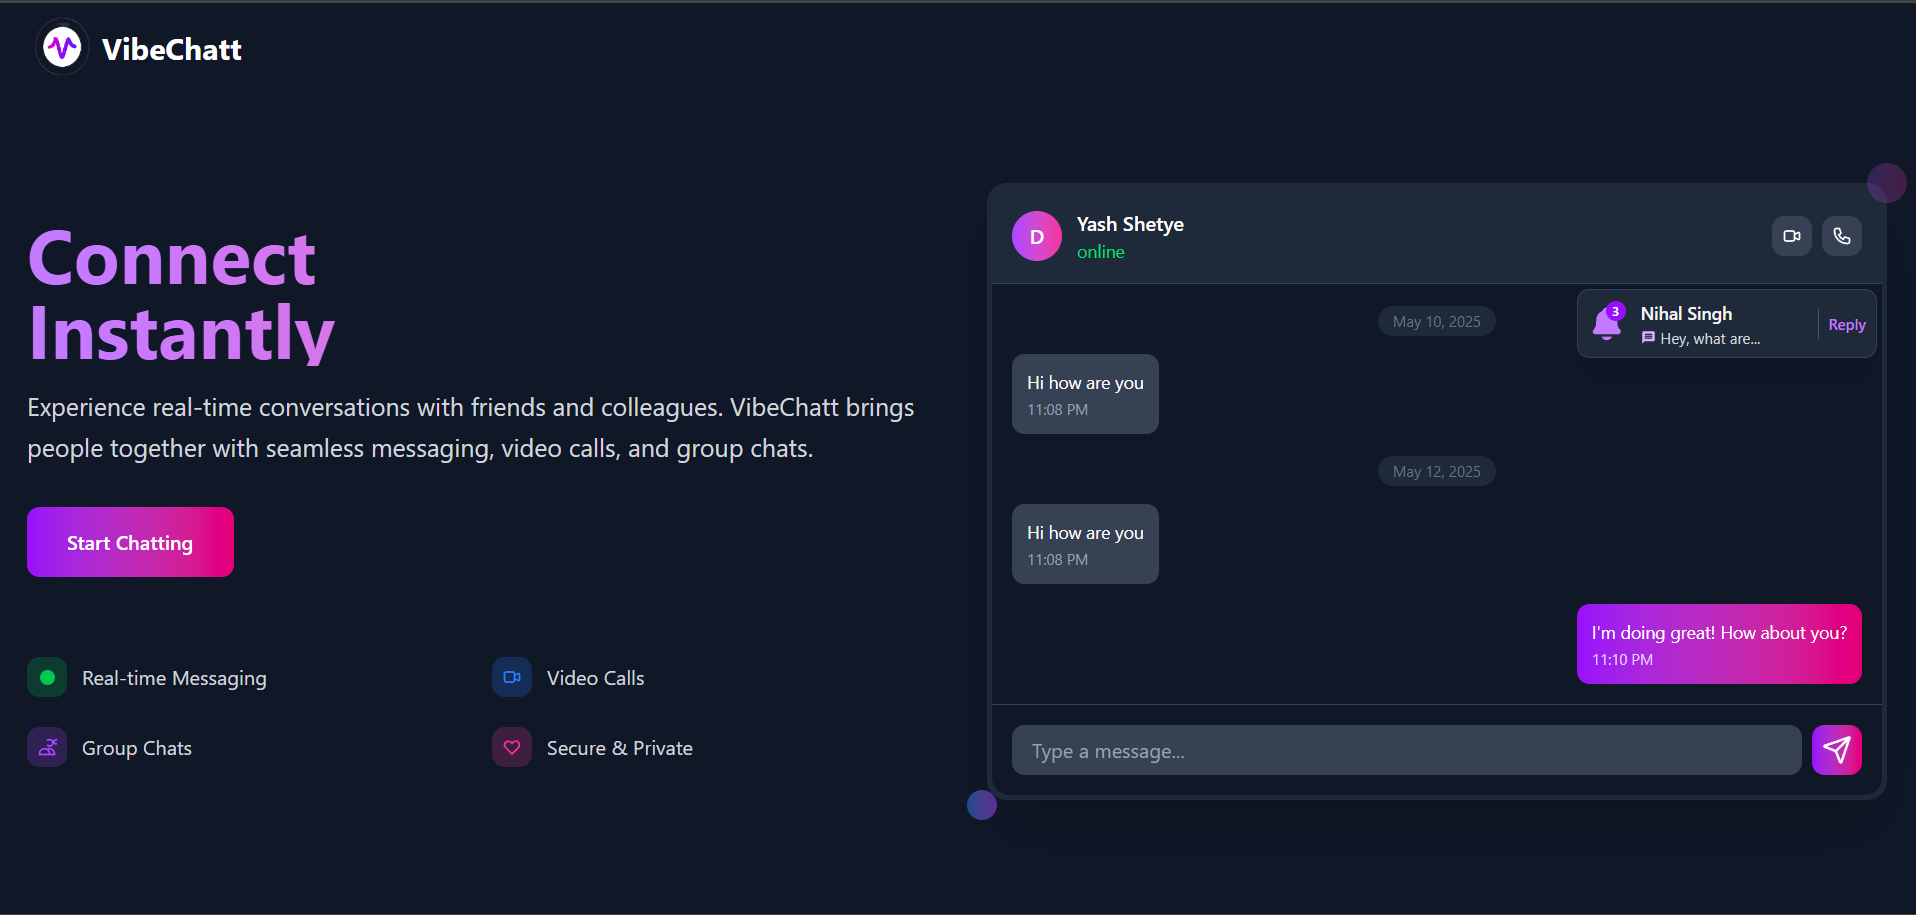 VibeChatt
Connect
Instantly
Experience real-time conversations with friends and colleagues. VibeChatt brings
people together with seamless messaging, video calls, and group chats.
Start Chatting
Real-time Messaging
Video Calls
Group Chats
Secure & Private
D
Yash Shetye
online
May 10, 2025
3
Nihal Singh
Hey, what are...
Reply
Hi how are you
11:08 PM
May 12, 2025
Hi how are you
11:08 PM
I'm doing great! How about you?
11:10 PM
Type a message...